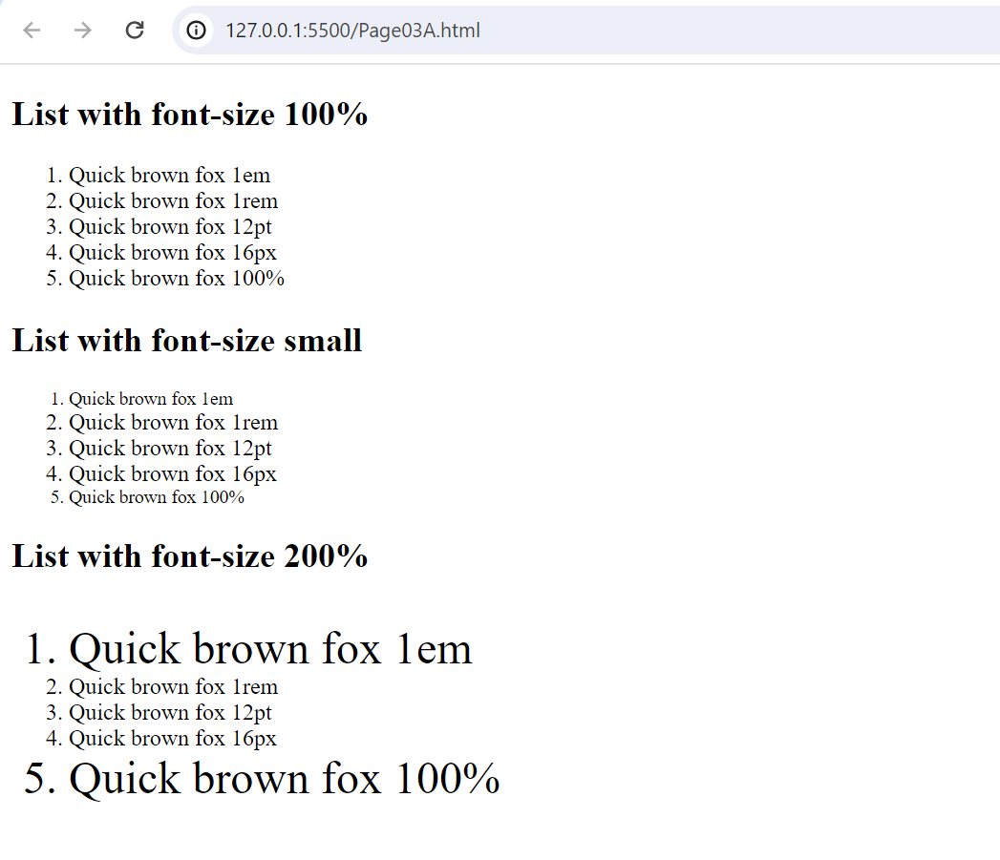 127.0.0.1:5500/Page03A.html
List with font-size 100%
1. Quick brown fox 1em
2. Quick brown fox 1rem
3. Quick brown fox 12pt
4. Quick brown fox 16px
5. Quick brown fox 100%
List with font-size small
1. Quick brown fox 1em
2. Quick brown fox 1rem
3. Quick brown fox 12pt
4. Quick brown fox 16px
5. Quick brown fox 100%
List with font-size 200%
1. Quick brown fox 1em
2. Quick brown fox 1rem
3. Quick brown fox 12pt
4. Quick brown fox 16px
5. Quick brown fox 100%